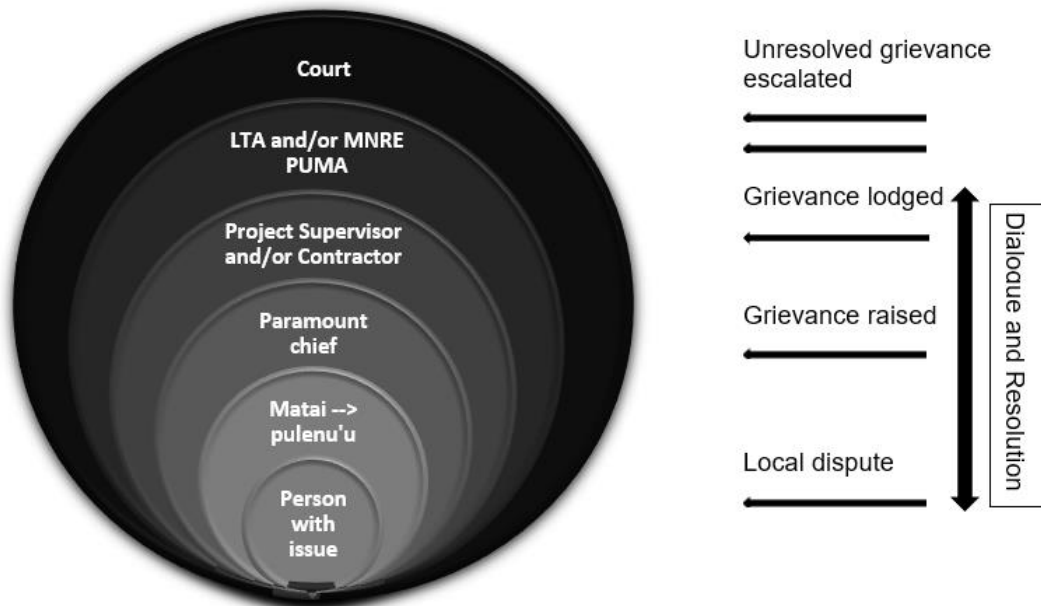 Court
LTA and/or MNRE
PUMA
Project Supervisor
and/or Contractor
Paramount
chief
Matai -->
pulenu'u
Person
with
issue
Unresolved grievance
escalated
Grievance lodged
Grievance raised
Local dispute
Dialogue and Resolution